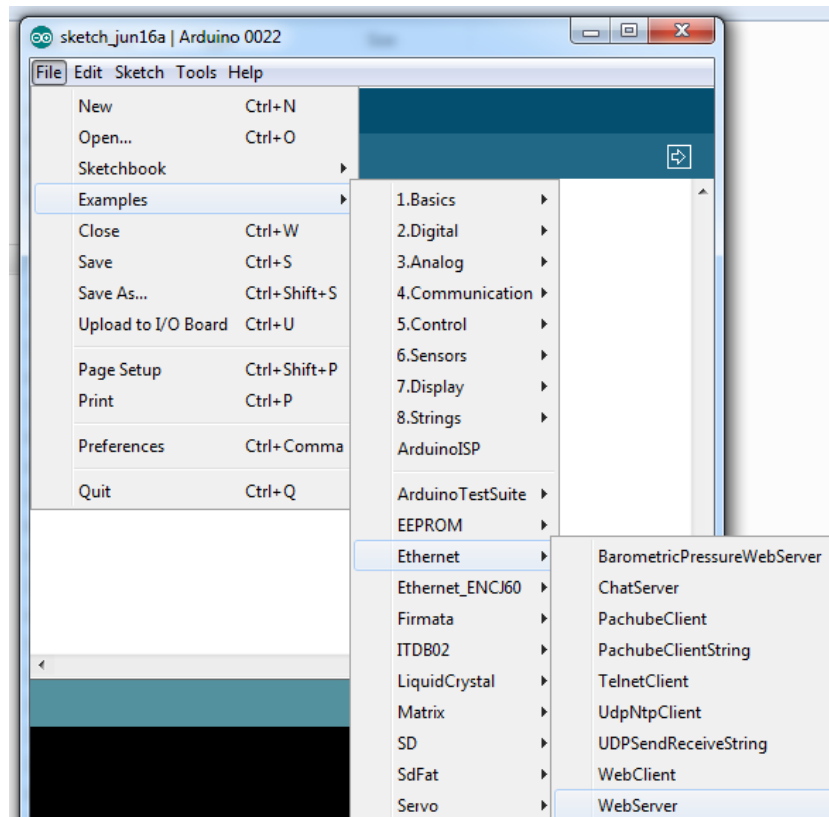 sketch_jun16a | Arduino 0022
File Edit Sketch Tools Help
New Ctrl+N
Open... Ctrl+O
Sketchbook
Examples
Close Ctrl+W
Save Ctrl+S
Save As... Ctrl+Shift+S
Upload to I/O Board Ctrl+U
Page Setup Ctrl+Shift+P
Print Ctrl+P
Preferences Ctrl+Comma
Quit Ctrl+Q
1.Basics
2.Digital
3.Analog
4.Communication
5.Control
6.Sensors
7.Display
8.Strings
ArduinoISP
ArduinoTestSuite
EEPROM
Ethernet
Ethernet_ENCJ60
Firmata
ITDB02
LiquidCrystal
Matrix
SD
SdFat
Servo
BarometricPressureWebServer
ChatServer
PachubeClient
PachubeClientString
TelnetClient
UdpNtpClient
UDPSendReceiveString
WebClient
WebServer